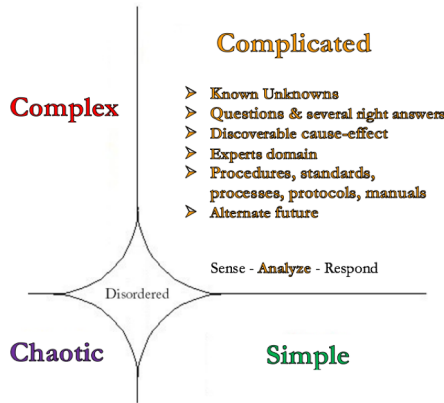 Complicated
Complex
➢ Known Unknowns
➢ Questions & several right answers
➢ Discoverable cause-effect
➢ Experts domain
➢ Procedures, standards,
processes, protocols, manuals
➢ Alternate future
Sense - Analyze - Respond
Disordered
Chaotic
Simple